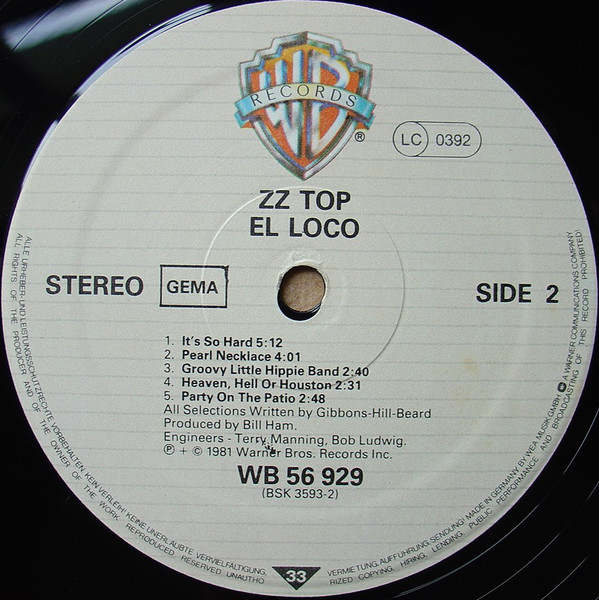 WB
RECORDS
®
LC 0392
ZZ TOP
EL LOCO
STEREO
GEMA
SIDE 2
1. It's So Hard 5:12
2. Pearl Necklace 4:01
3. Groovy Little Hippie Band 2:40
4. Heaven, Hell Or Houston 2:31
5. Party On The Patio 2:48
All Selections Written by Gibbons-Hill-Beard
Produced by Bill Ham.
Engineers - Terry Manning, Bob Ludwig.
℗ + © 1981 Warner Bros. Records Inc.
WB 56 929
(BSK 3593-2)
33
ALLE URHEBER- UND LEISTUNGSSCHUTZRECHTE VORBEHALTEN. KEIN VERLEIH! KEINE UNERLAUBTE VERVIELFÄLTIGUNG,
VERMIETUNG, AUFFÜHRUNG, SENDUNG! MADE IN GERMANY BY WEA MUSIK GMBH A WARNER COMMUNICATIONS COMPANY
ALL RIGHTS OF THE PRODUCER AND OF THE OWNER OF THE WORK REPRODUCED RESERVED UNAUTHO
RIZED COPYING, HIRING, LENDING, PUBLIC PERFORMANCE AND BROADCASTING OF THIS RECORD PROHIBITED!